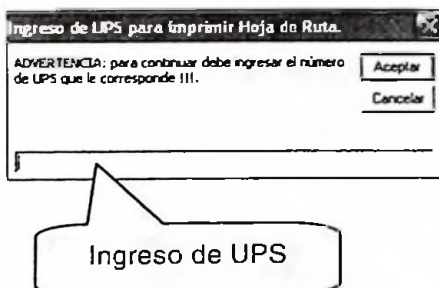 Ingreso de UPS para imprimir Hoja de Ruta.
ADVERTENCIA: para continuar debe ingresar el número
de UPS que le corresponde !!!.
Aceptar
Cancelar
Ingreso de UPS